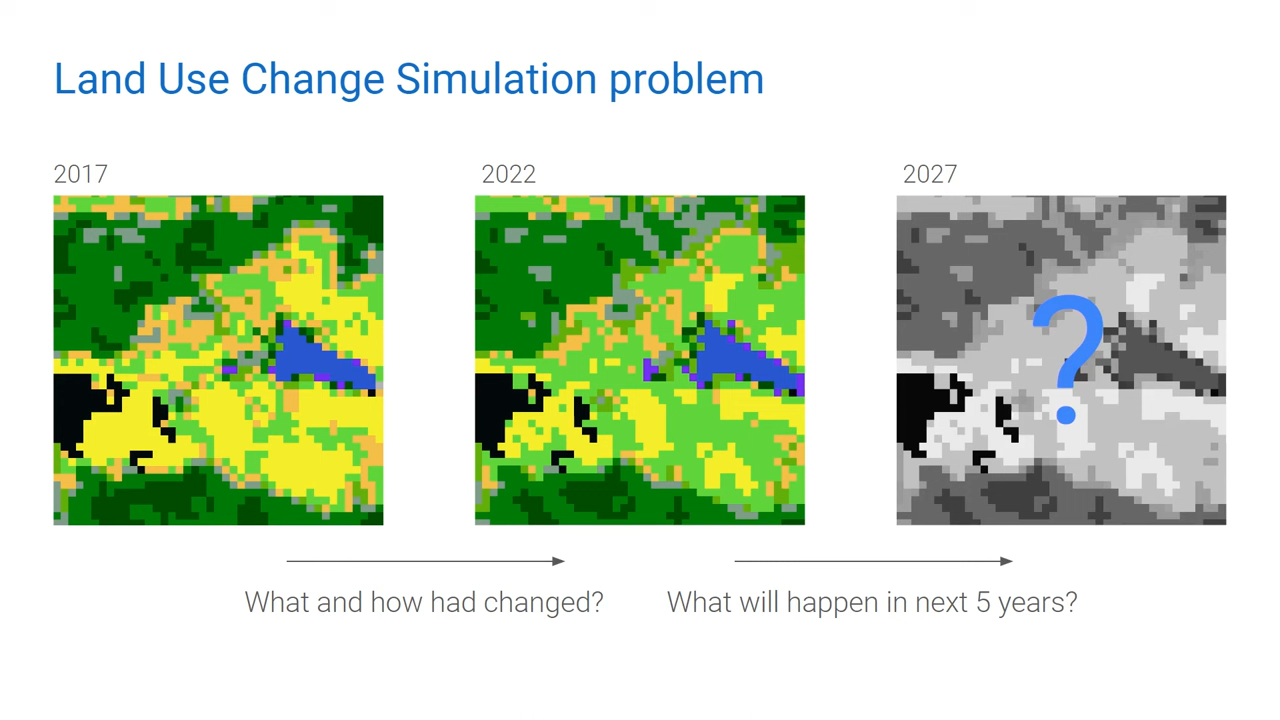 Land Use Change Simulation problem
2017
2022
2027
?
What and how had changed?
What will happen in next 5 years?